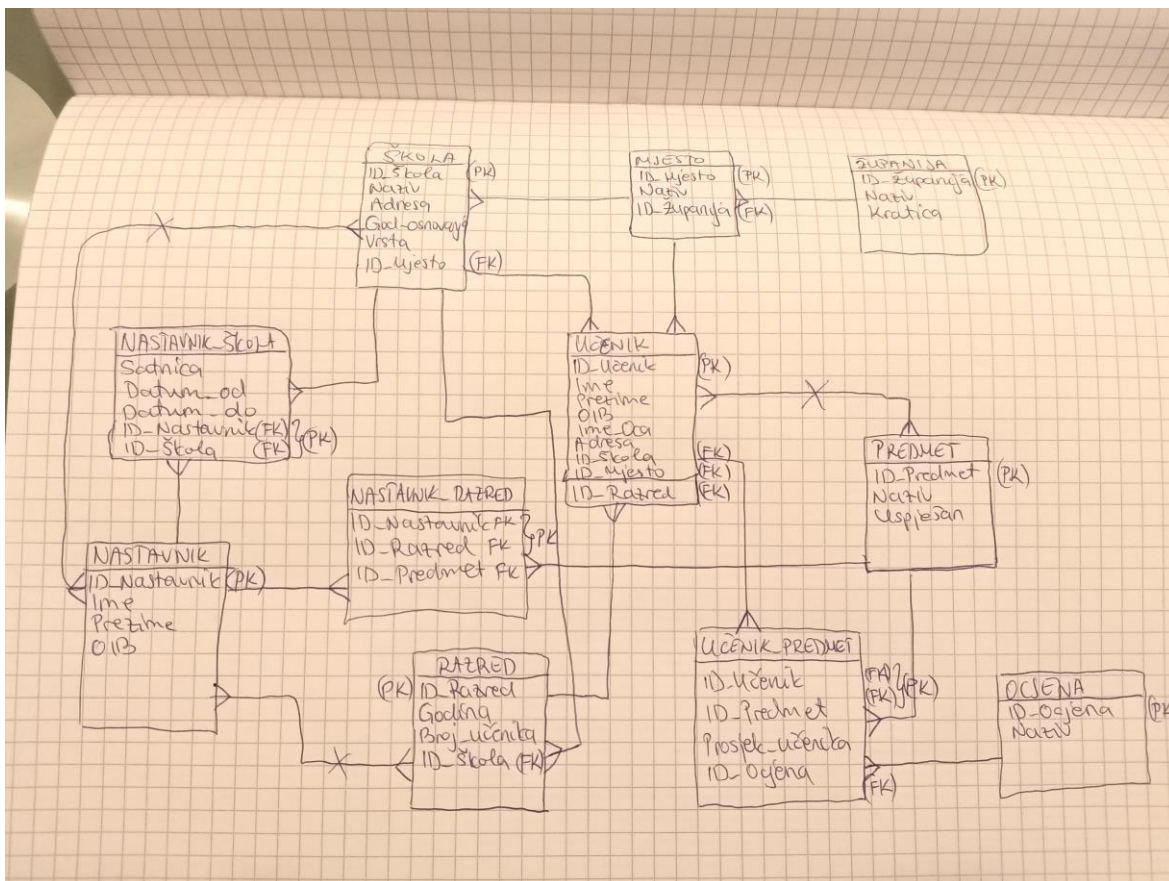 ŠKOLA
ID_Škola (PK)
Naziv
Adresa
God_osnovanja
Vrsta
ID_Mjesto (FK)
MJESTO
ID_Mjesto (PK)
Naziv
ID_Županija (FK)
ŽUPANIJA
ID_Županija (PK)
Naziv
Kratica
NASTAVNIK_ŠKOLA
Satnica
Datum_od
Datum_do
ID_Nastavnik (FK)
ID_Škola (FK) (PK)
UČENIK
ID_Učenik (PK)
Ime
Prezime
OIB
Ime_Oca
Adresa
ID_Škola (FK)
ID_Mjesto (FK)
ID_Razred (FK)
PREDMET
ID_Predmet (PK)
Naziv
Uspješan
NASTAVNIK_RAZRED
ID_Nastavnik FK
ID_Razred FK PK
ID_Predmet FK
NASTAVNIK
ID_Nastavnik (PK)
Ime
Prezime
OIB
RAZRED
(PK) ID_Razred
Godina
Broj_učenika
ID_Škola (FK)
UČENIK_PREDMET
ID_Učenik (FK)
ID_Predmet (FK) (PK)
Prosjek_učenika
ID_Ocjena (FK)
OCJENA
ID_Ocjena (PK
Naziv